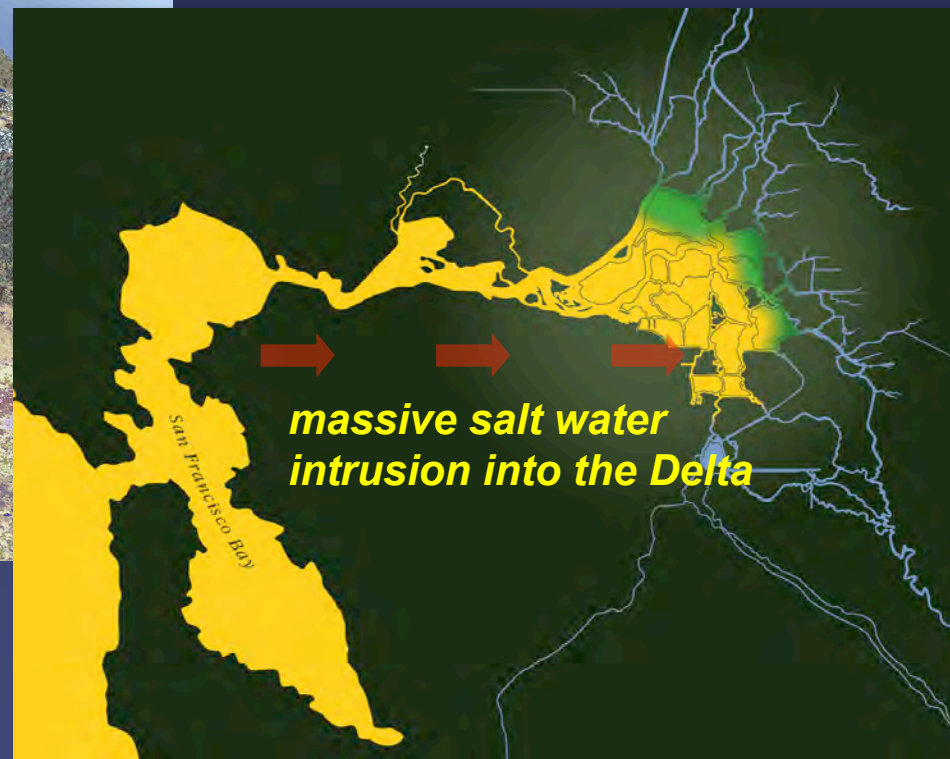 San Francisco Bay
massive salt water
intrusion into the Delta